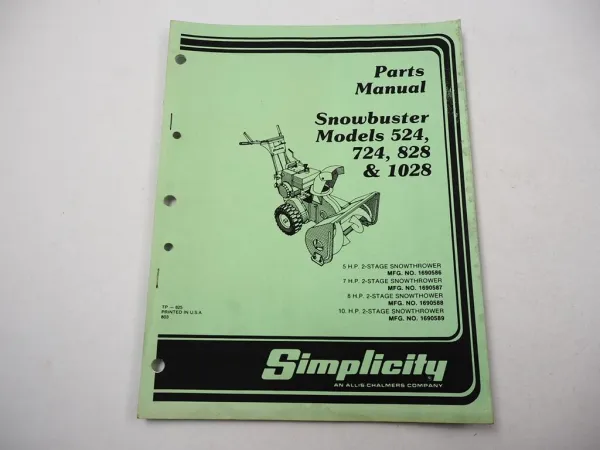 Parts
Manual
Snowbuster
Models 524,
724, 828
& 1028
5 H.P. 2-STAGE SNOWTHROWER
MFG. NO. 1690586
7 H.P. 2-STAGE SNOWTHROWER
MFG. NO. 1690587
8 H.P. 2-STAGE SNOWTHOWER
MFG. NO. 1690588
10. H.P. 2-STAGE SNOWTHROWER
MFG. NO. 1690589
TP — 825
PRINTED IN U.S.A.
Simplicity
AN ALLIS-CHALMERS COMPANY